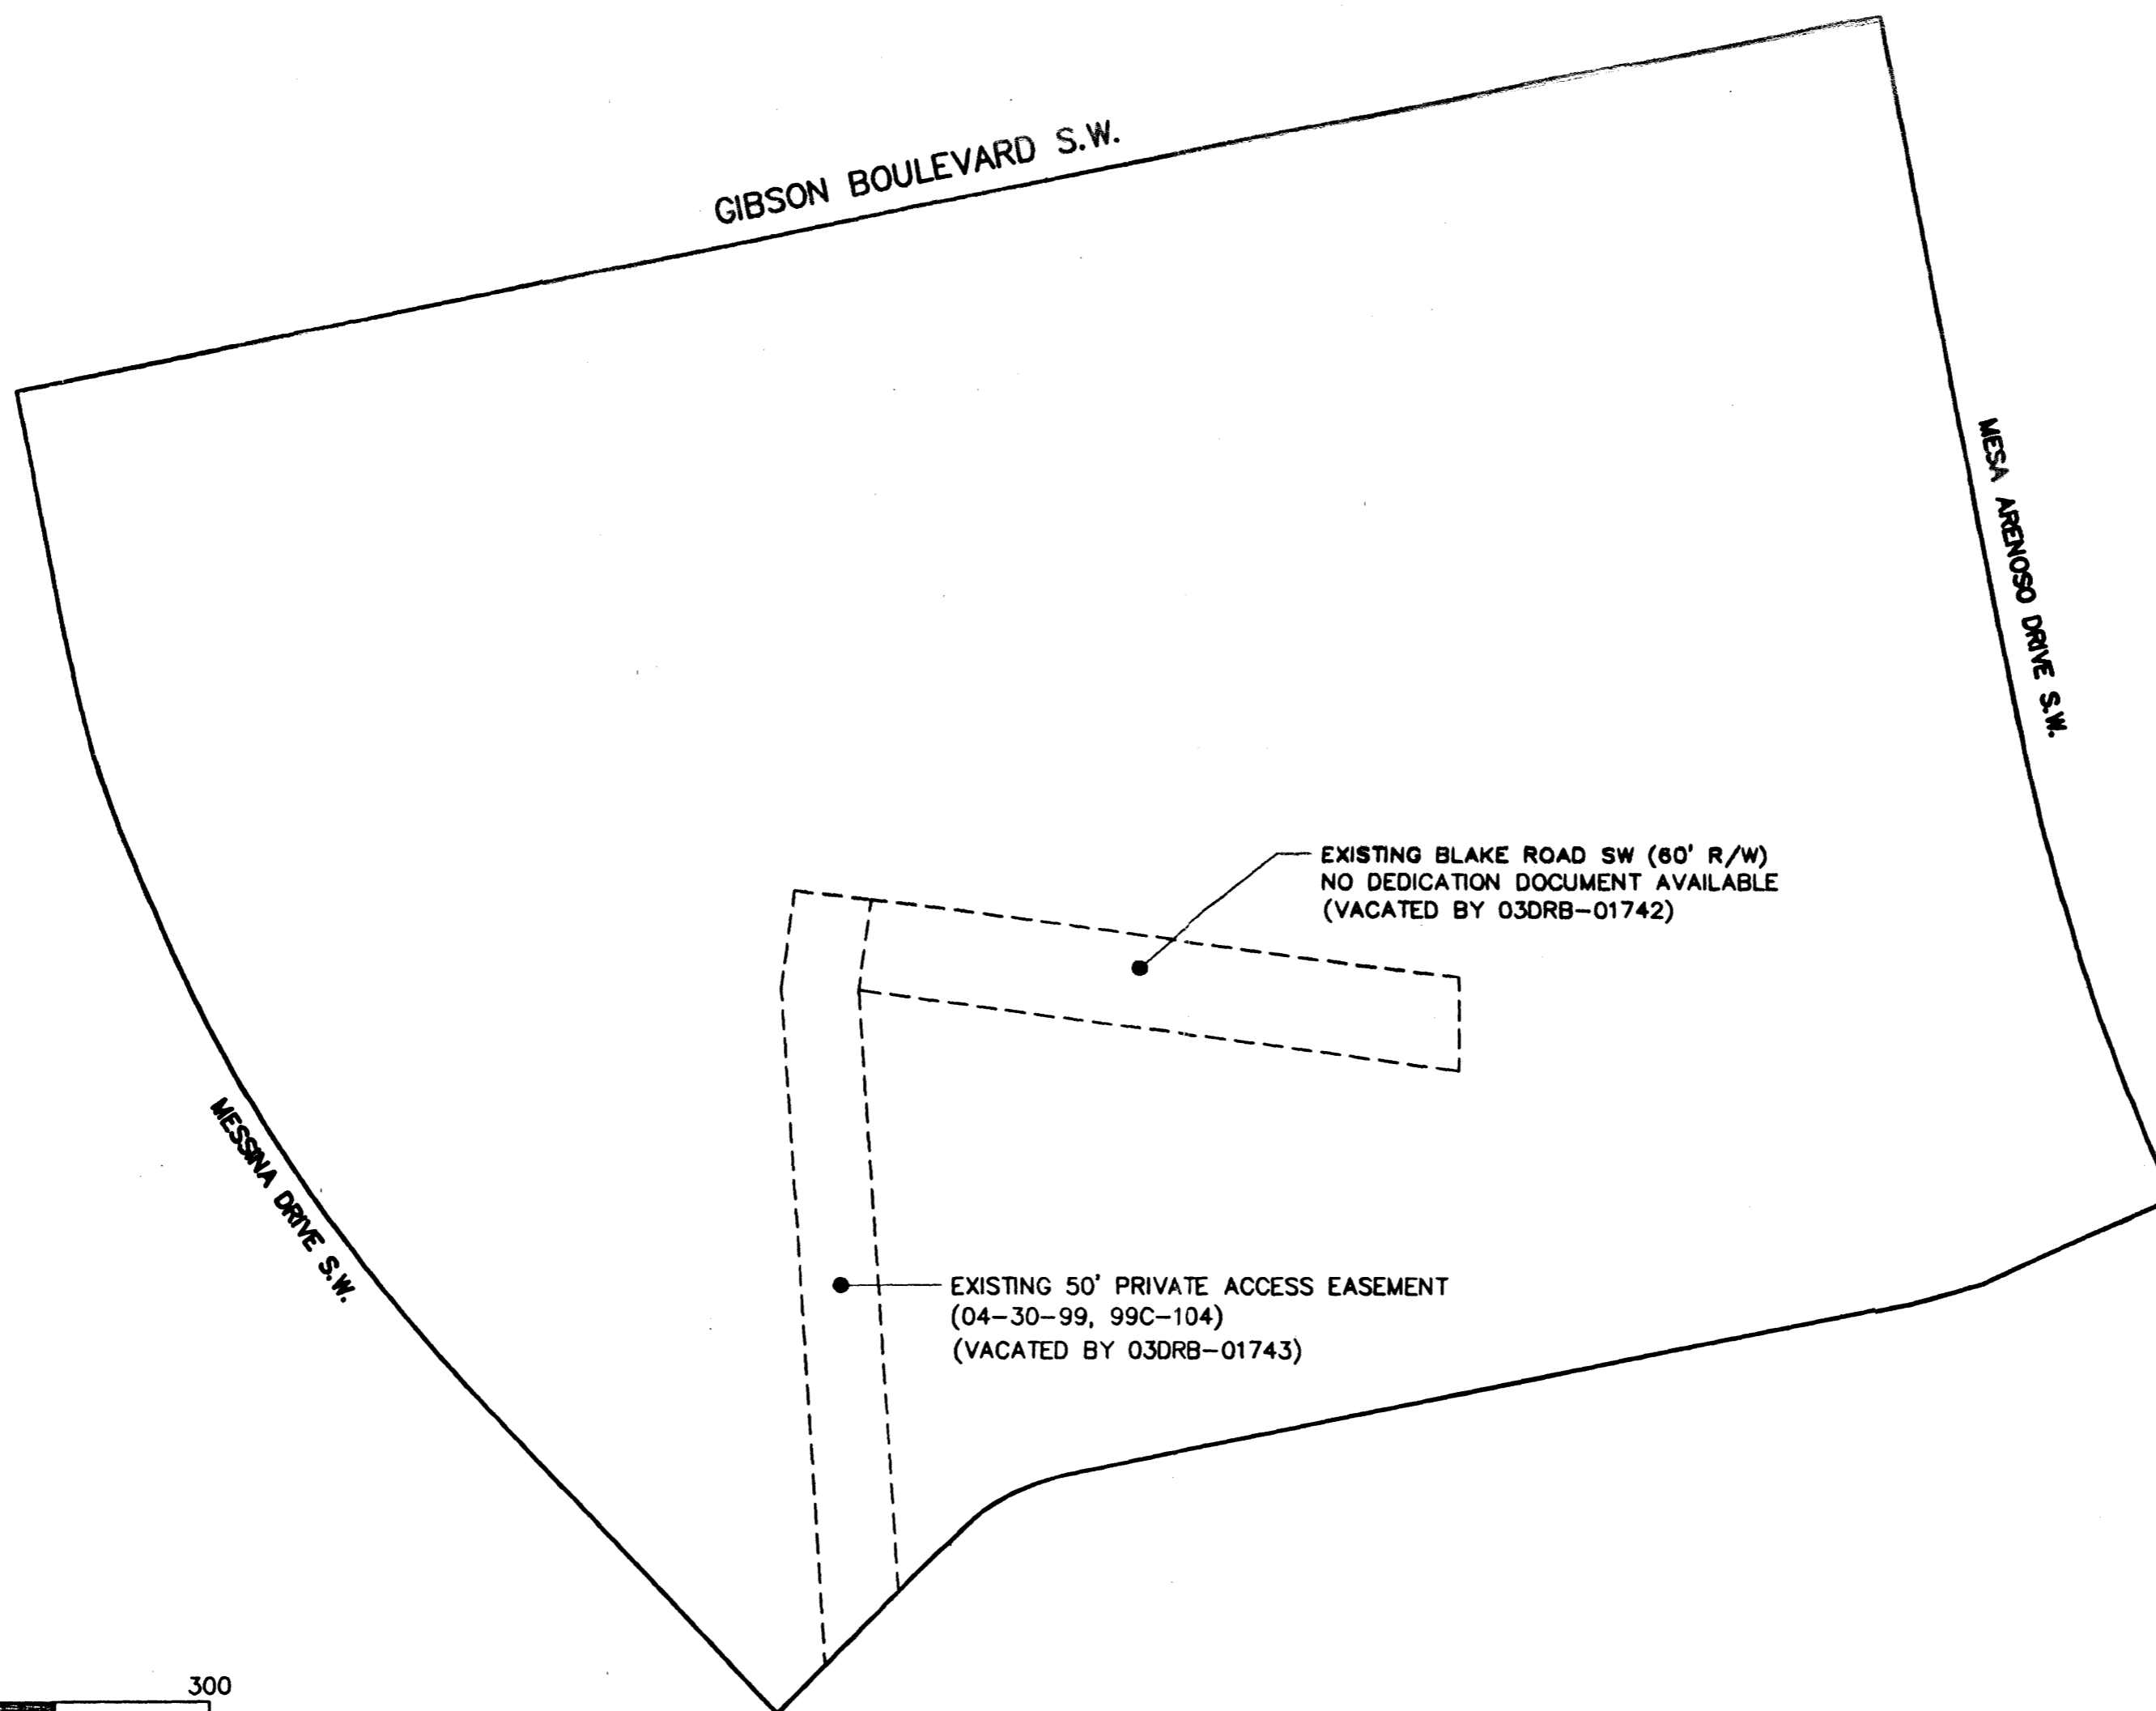 GIBSON BOULEVARD S.W.
MESA ARENOSO DRIVE S.W.
EXISTING BLAKE ROAD SW (60' R/W)
NO DEDICATION DOCUMENT AVAILABLE
(VACATED BY 03DRB-01742)
MESSINA DRIVE S.W.
EXISTING 50' PRIVATE ACCESS EASEMENT
(04-30-99, 99C-104)
(VACATED BY 03DRB-01743)
300